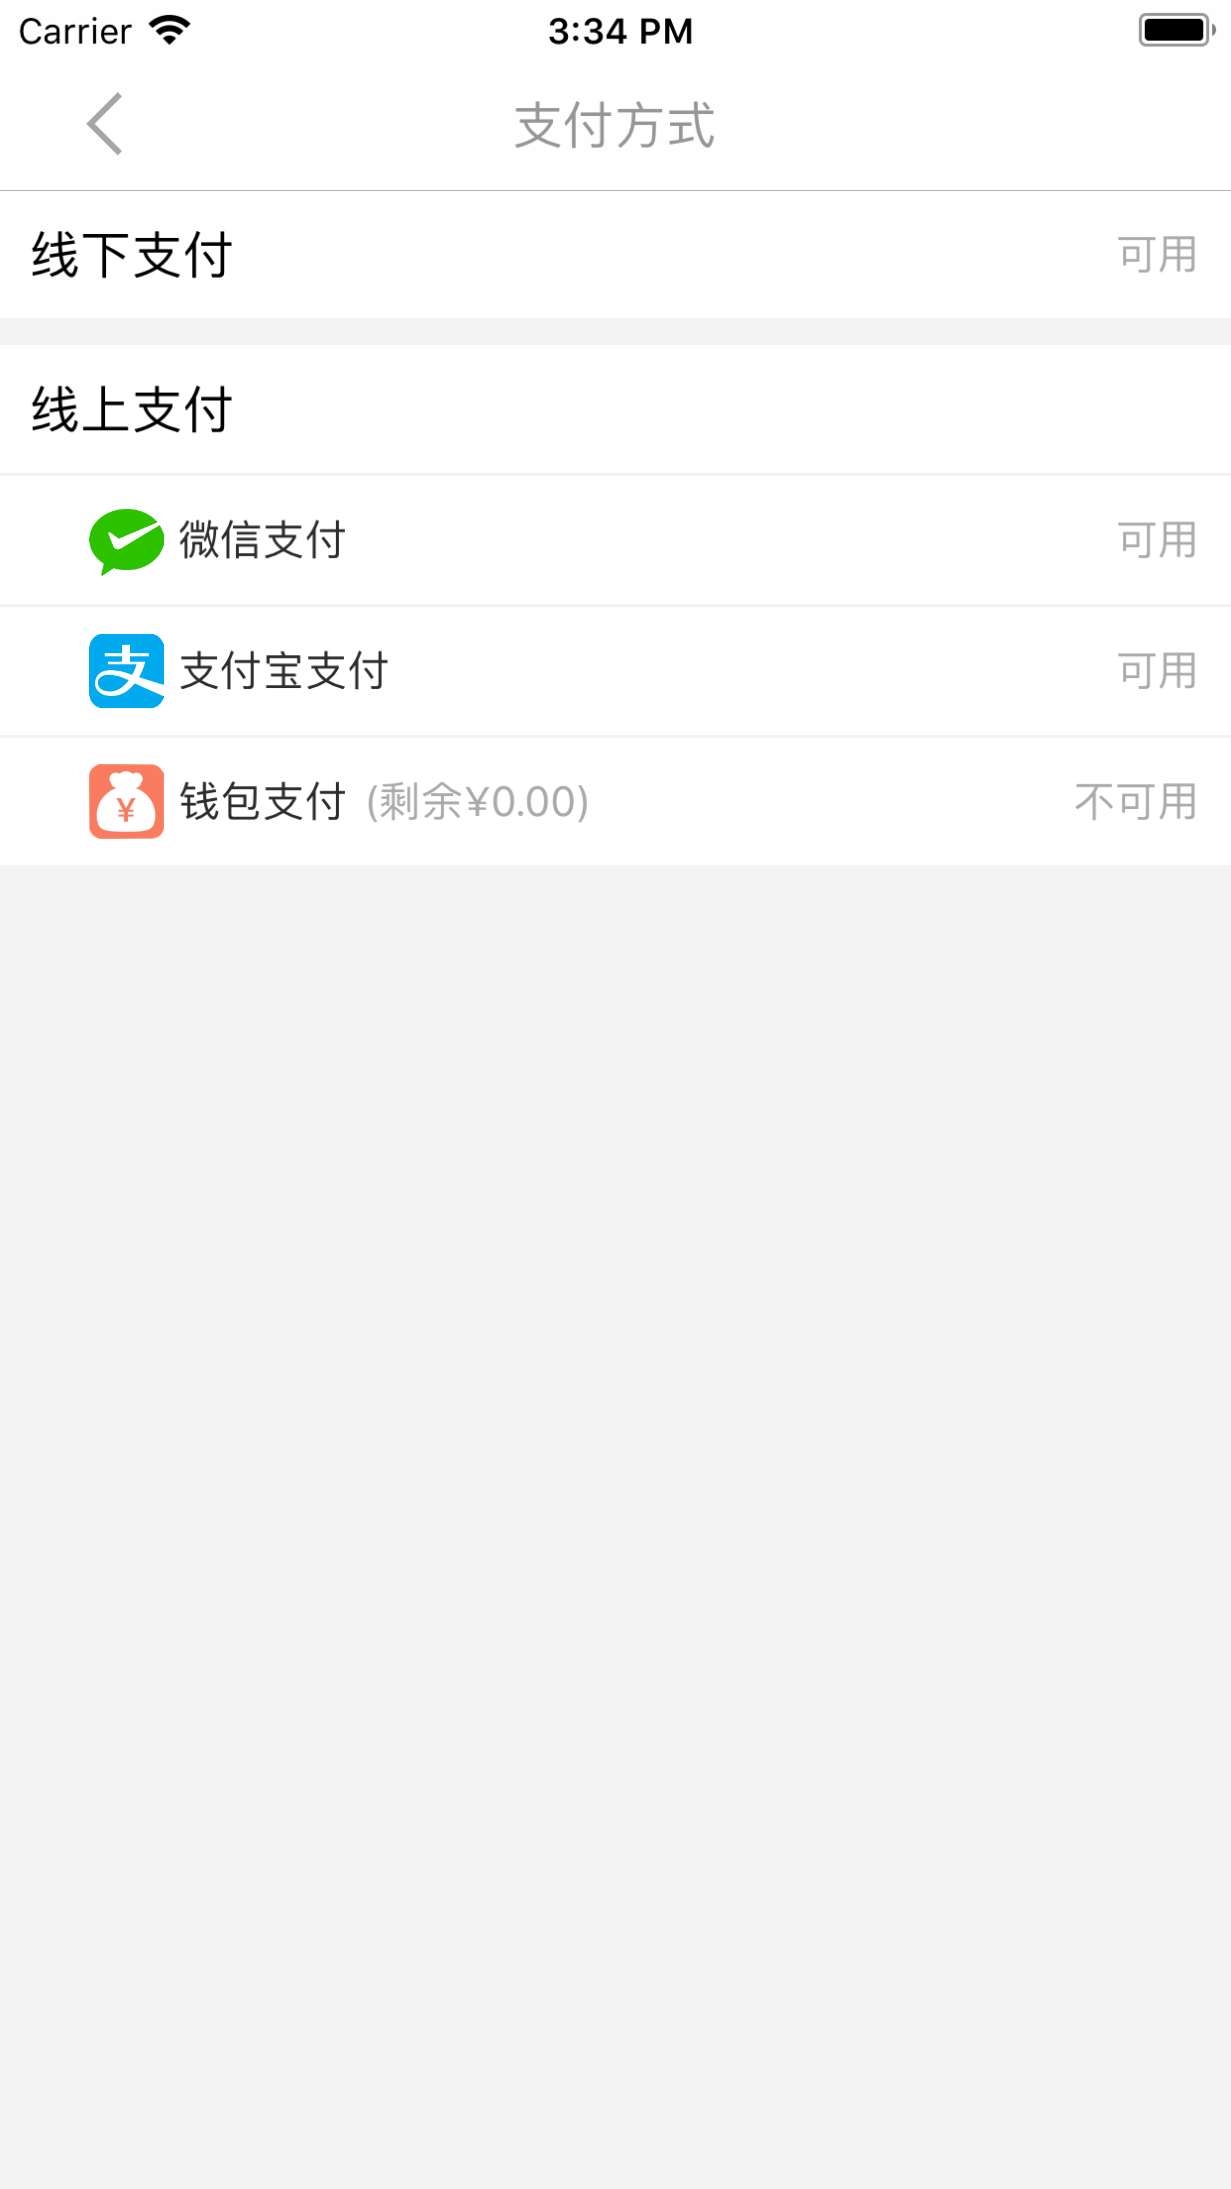 Carrier 3:34 PM
支付方式
线下支付 可用
线上支付
微信支付 可用
支 支付宝支付 可用
¥ 钱包支付 (剩余¥0.00) 不可用